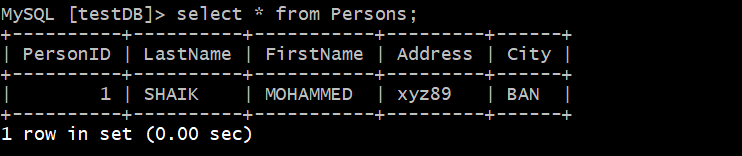 MySQL [testDB]> select * from Persons;
+----------+----------+-----------+---------+------+
| PersonID | LastName | FirstName | Address | City |
+----------+----------+-----------+---------+------+
|        1 | SHAIK    | MOHAMMED  | xyz89   | BAN  |
+----------+----------+-----------+---------+------+
1 row in set (0.00 sec)